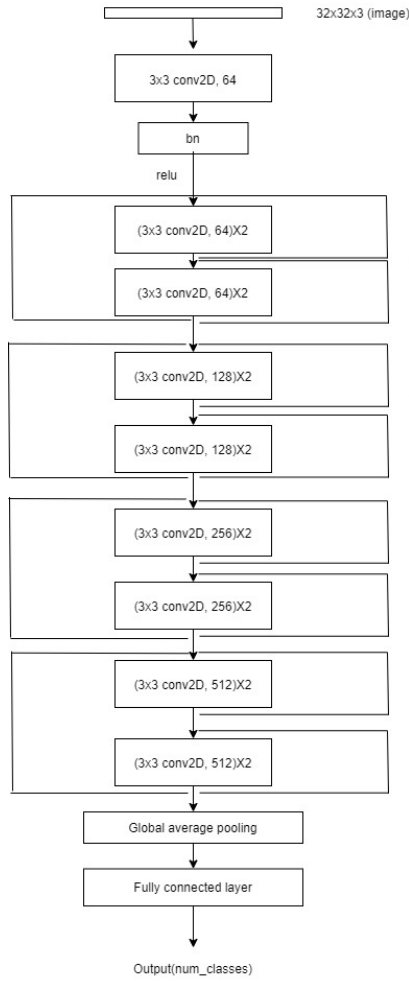 32x32x3 (image)
3x3 conv2D, 64
bn
relu
(3x3 conv2D, 64)X2
(3x3 conv2D, 64)X2
(3x3 conv2D, 128)X2
(3x3 conv2D, 128)X2
(3x3 conv2D, 256)X2
(3x3 conv2D, 256)X2
(3x3 conv2D, 512)X2
(3x3 conv2D, 512)X2
Global average pooling
Fully connected layer
Output(num_classes)